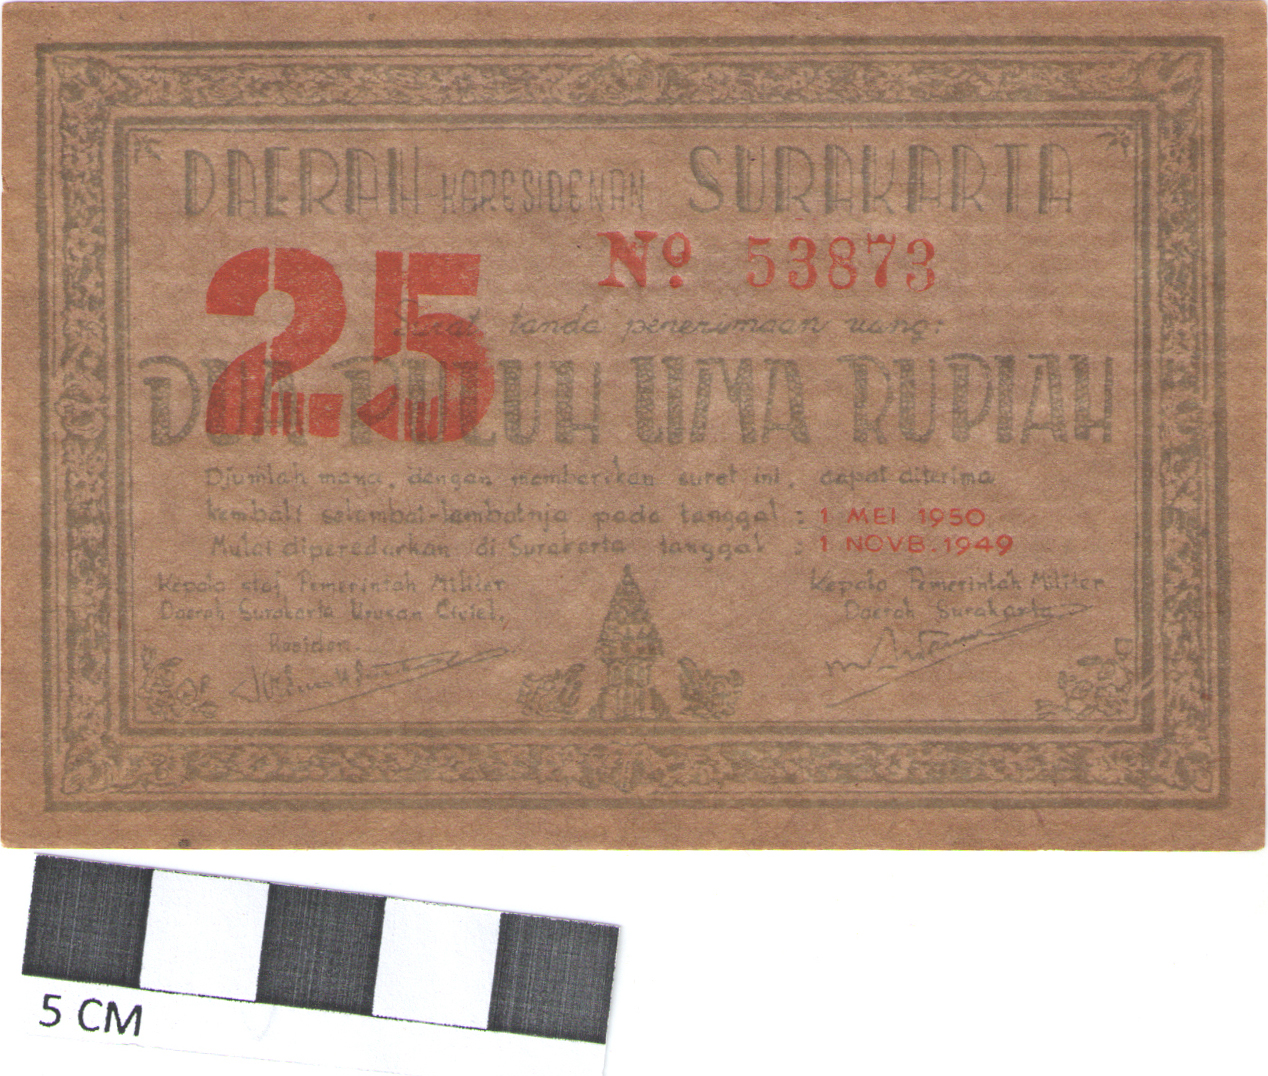 DAERAH KARESIDENAN SURAKARTA
25
No 53873
Surat tanda penerimaan uang:
DUA PULUH LIMA RUPIAH
Djumlah mana, dengan memberikan suret ini, dapat diterima
kembali selambat-lambatnja pada tanggal : 1 MEI 1950
Mulai diperedarkan di Surakarta tanggal : 1 NOVB. 1949
Kepala staf Pemerintah Militer
Daerah Surakarta Urusan Civiel,
Residen.
Kepala Pemerintah Militer
Daerah Surakarta
5 CM